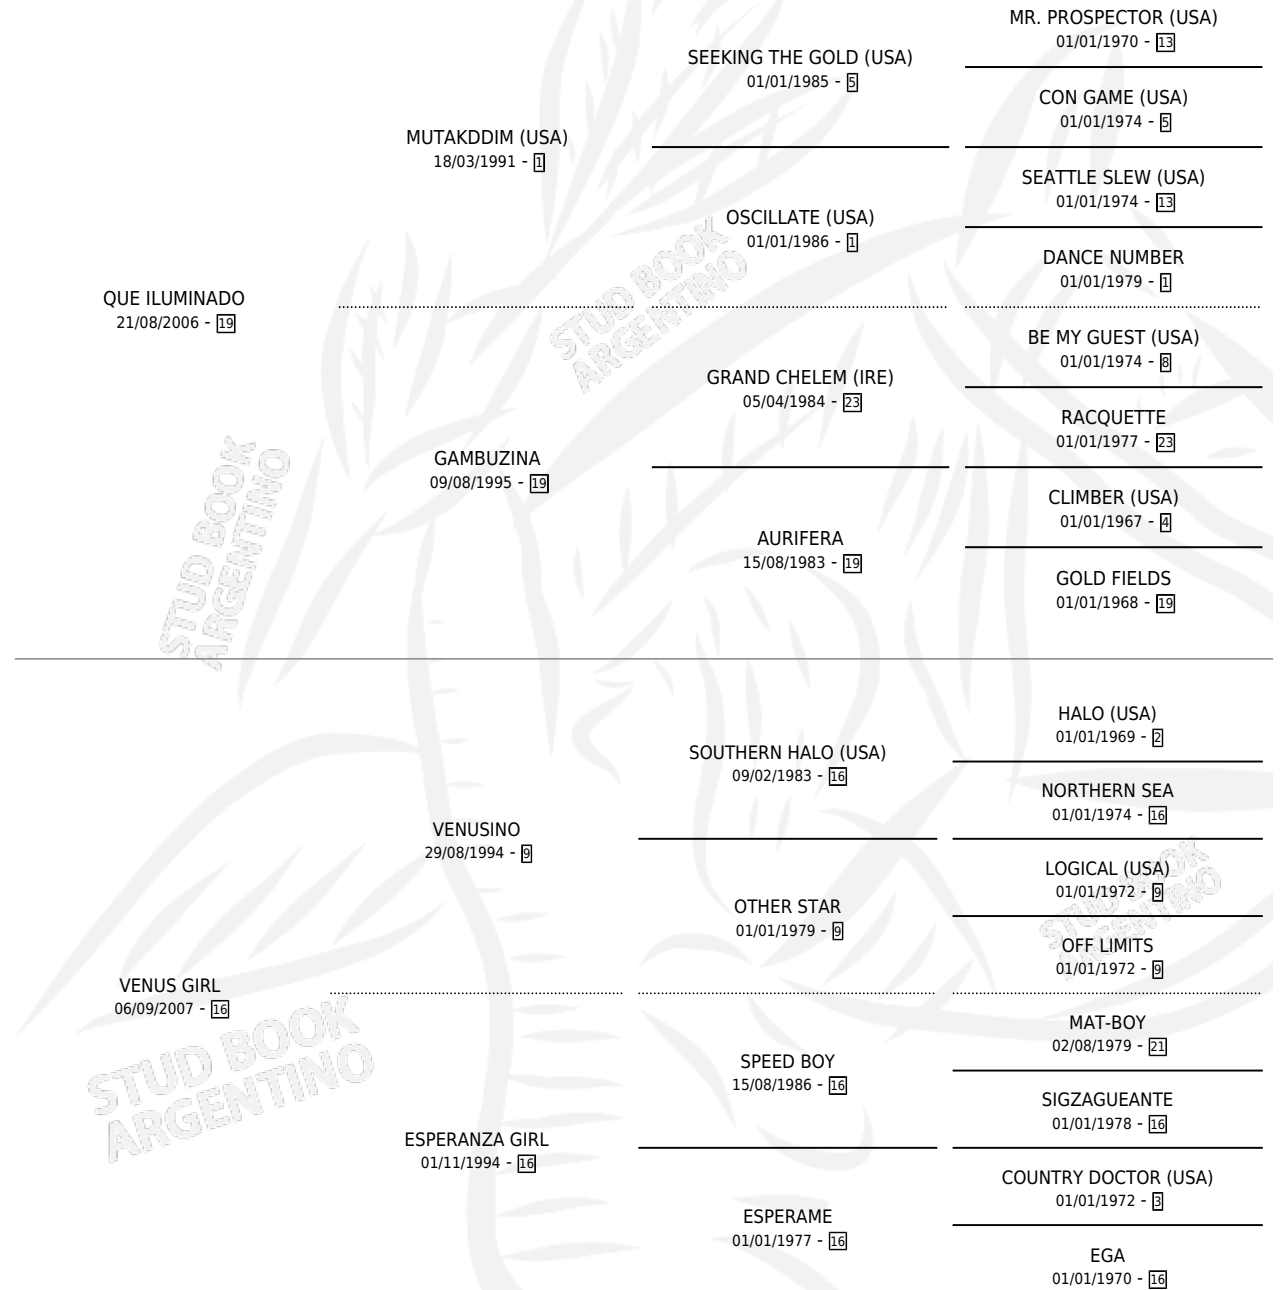 MR. PROSPECTOR (USA)
01/01/1970 - 13
SEEKING THE GOLD (USA)
01/01/1985 - 5
CON GAME (USA)
01/01/1974 - 5
MUTAKDDIM (USA)
18/03/1991 - 1
SEATTLE SLEW (USA)
01/01/1974 - 13
OSCILLATE (USA)
01/01/1986 - 1
DANCE NUMBER
01/01/1979 - 1
QUE ILUMINADO
21/08/2006 - 19
STUD BOOK
ARGENTINO
BE MY GUEST (USA)
01/01/1974 - 8
GRAND CHELEM (IRE)
05/04/1984 - 23
RACQUETTE
01/01/1977 - 23
GAMBUZINA
09/08/1995 - 19
CLIMBER (USA)
01/01/1967 - 4
AURIFERA
15/08/1983 - 19
GOLD FIELDS
01/01/1968 - 19
STUD BOOK
ARGENTINO
HALO (USA)
01/01/1969 - 2
SOUTHERN HALO (USA)
09/02/1983 - 16
NORTHERN SEA
01/01/1974 - 16
VENUSINO
29/08/1994 - 9
LOGICAL (USA)
01/01/1972 - 9
OTHER STAR
01/01/1979 - 9
STUD BOOK
ARGENTINO
OFF LIMITS
01/01/1972 - 9
VENUS GIRL
06/09/2007 - 16
STUD BOOK
ARGENTINO
MAT-BOY
02/08/1979 - 21
SPEED BOY
15/08/1986 - 16
SIGZAGUEANTE
01/01/1978 - 16
ESPERANZA GIRL
01/11/1994 - 16
COUNTRY DOCTOR (USA)
01/01/1972 - 3
ESPERAME
01/01/1977 - 16
EGA
01/01/1970 - 16